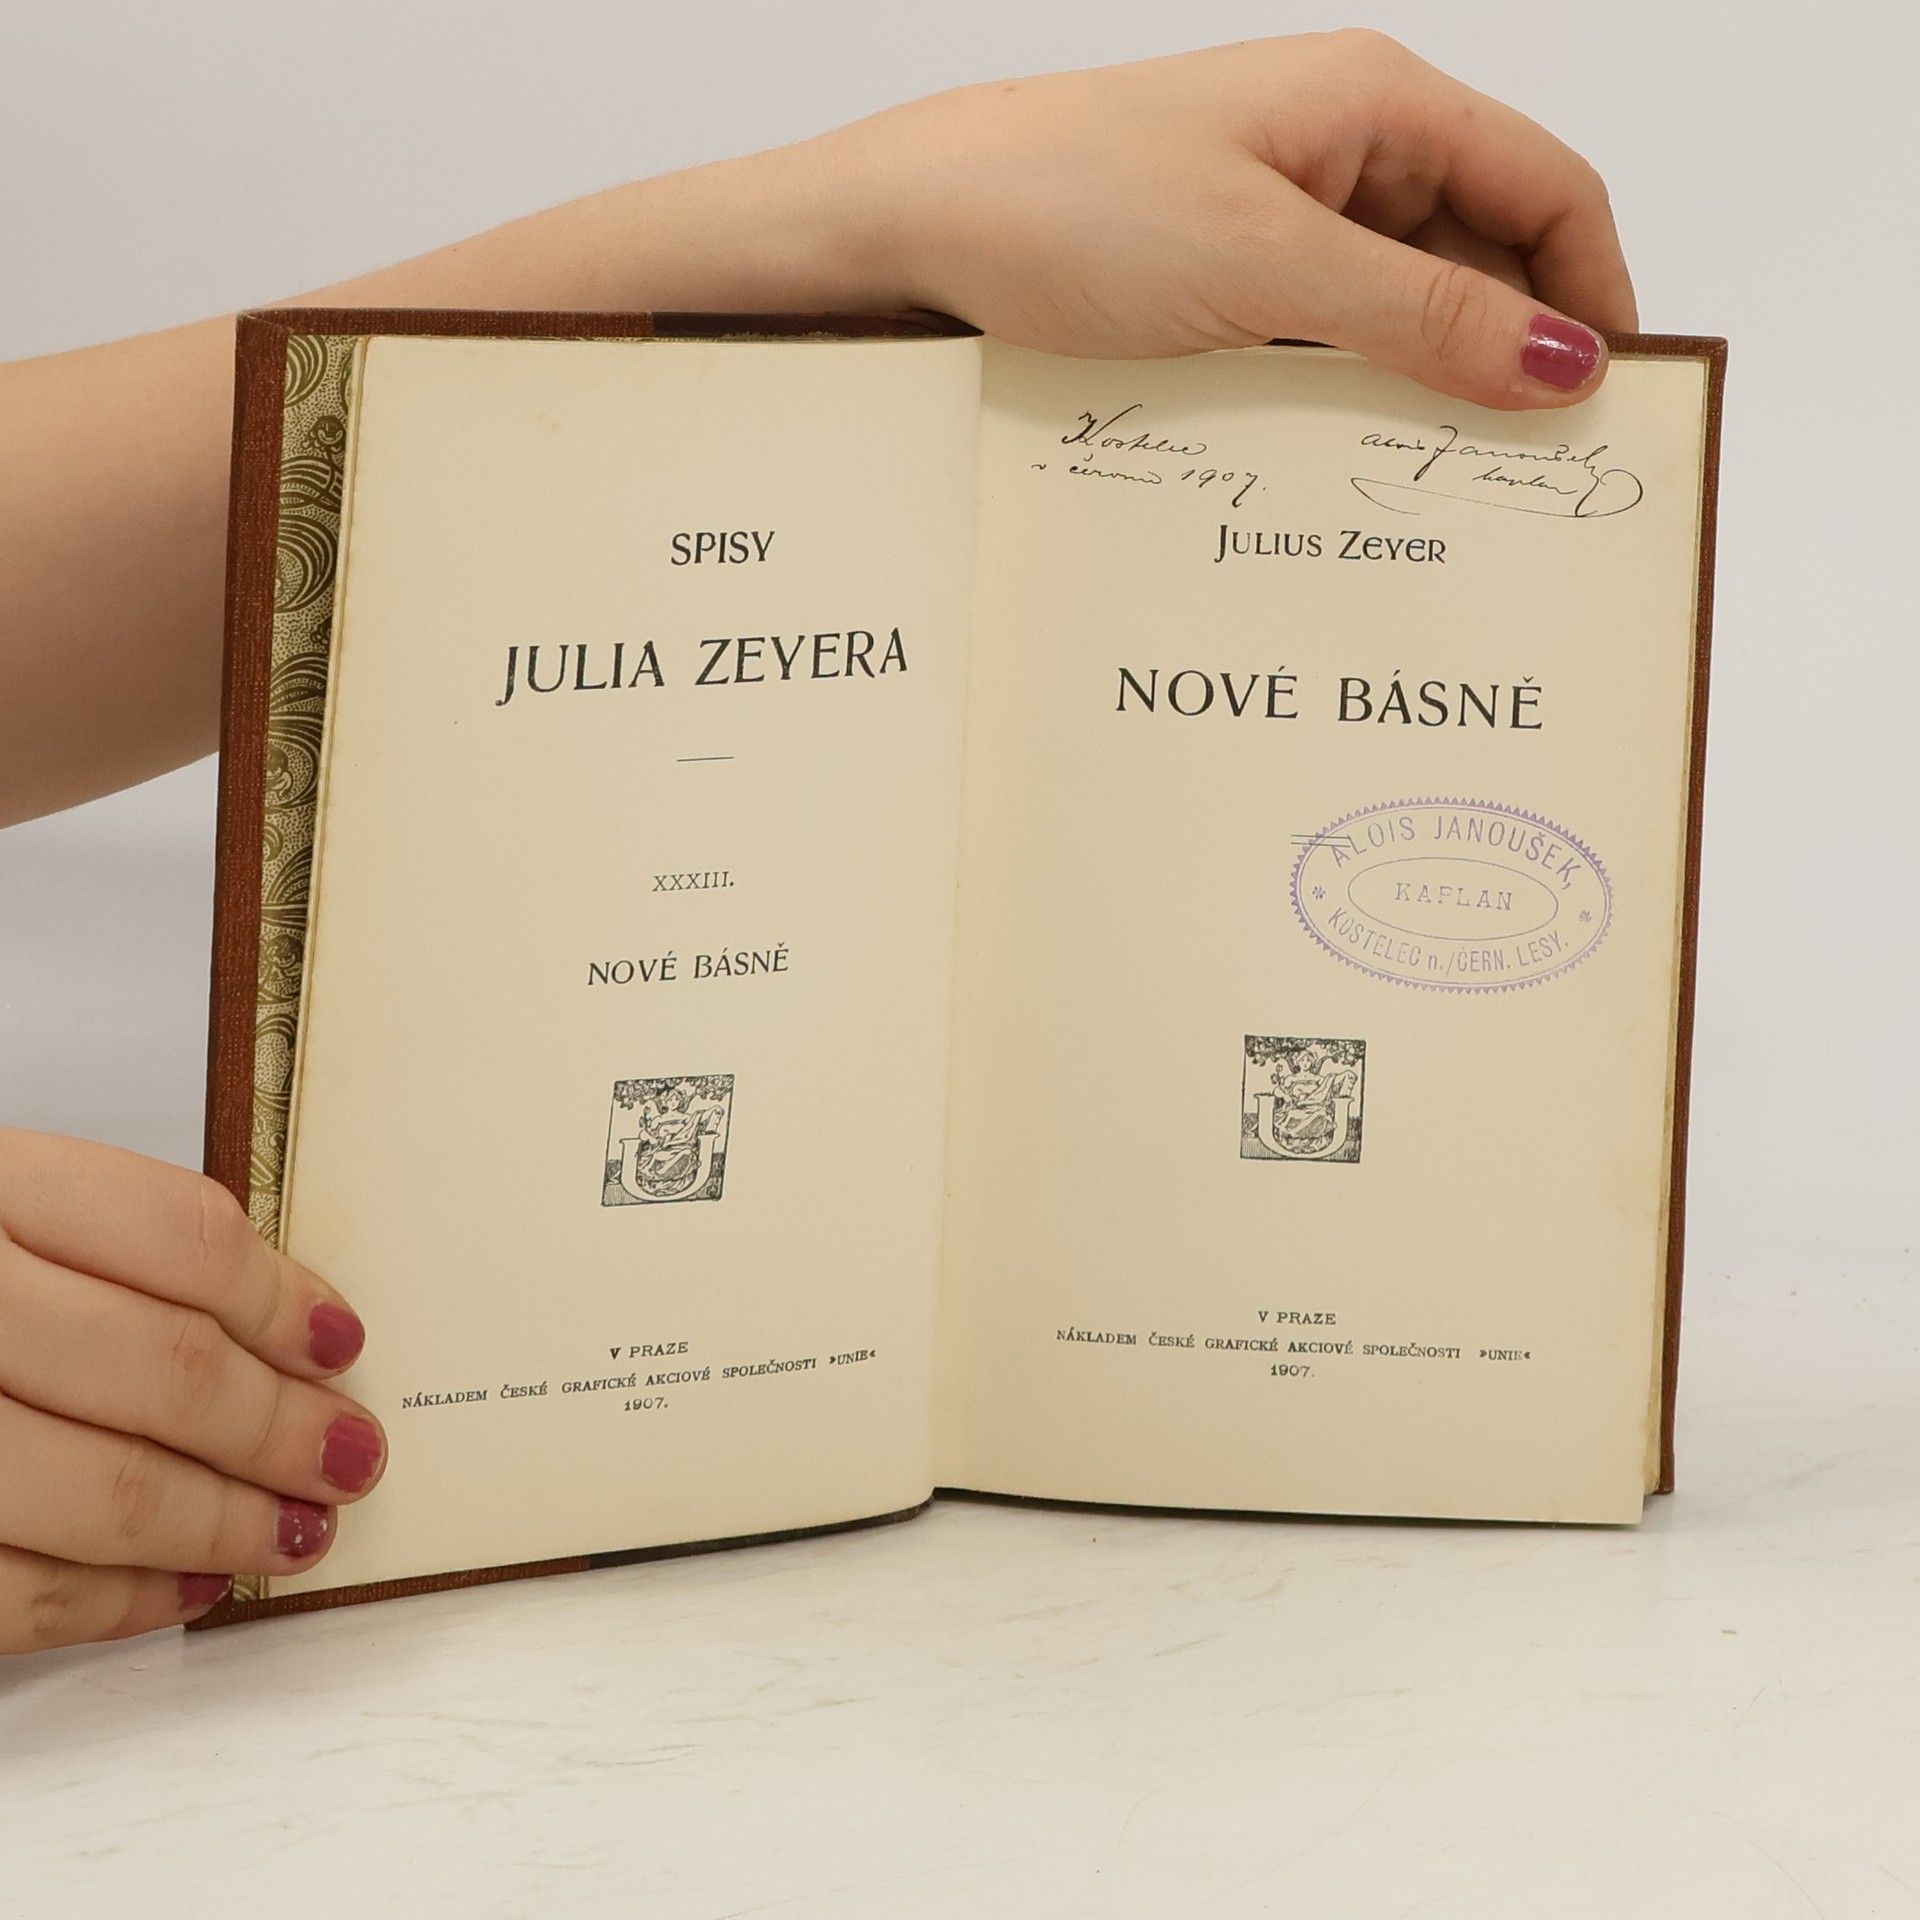 SPISY
JULIA ZEYERA
XXXIII.
NOVÉ BÁSNĚ
V PRAZE
NÁKLADEM ČESKÉ GRAFICKÉ AKCIOVÉ SPOLEČNOSTI »UNIE«
1907.
Kostelec
v červnu 1907.
Alois Janoušek
kaplan
JULIUS ZEYER
NOVÉ BÁSNĚ
ALOIS JANOUŠEK,
KAPLAN
KOSTELEC n./ČERN. LESY.
V PRAZE
NÁKLADEM ČESKÉ GRAFICKÉ AKCIOVÉ SPOLEČNOSTI »UNIE«
1907.